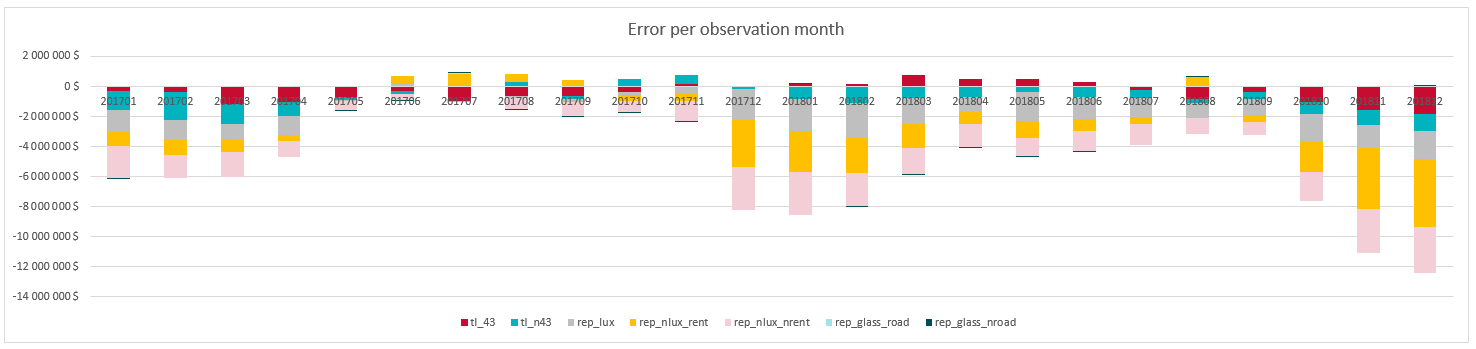 Error per observation month
2 000 000 $
0 $
201701 201702 201703 201704 201705 201706 201707 201708 201709 201710 201711 201712 201801 201802 201803 201804 201805 201806 201807 201808 201809 201810 201811 201812
-2 000 000 $
-4 000 000 $
-6 000 000 $
-8 000 000 $
-10 000 000 $
-12 000 000 $
-14 000 000 $
tl_43 tl_n43 rep_lux rep_nlux_rent rep_nlux_nrent rep_glass_road rep_glass_nroad